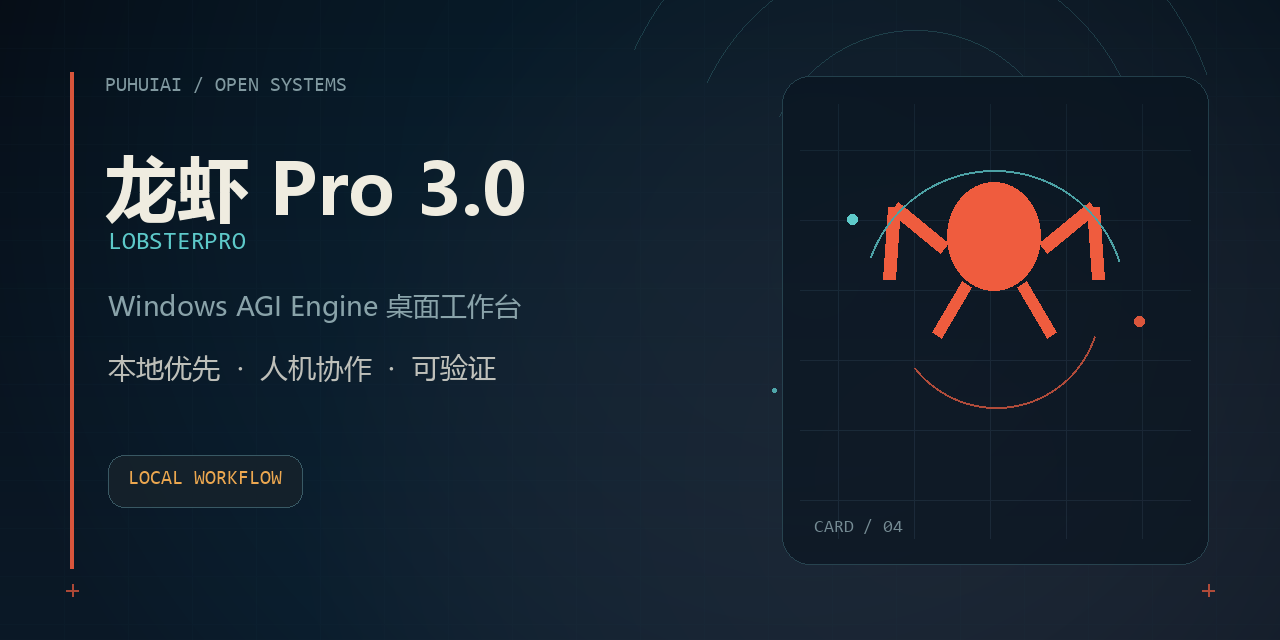 PUHUIAI / OPEN SYSTEMS
龙虾 Pro 3.0
LOBSTERPRO
Windows AGI Engine 桌面工作台
本地优先 · 人机协作 · 可验证
LOCAL WORKFLOW
CARD / 04